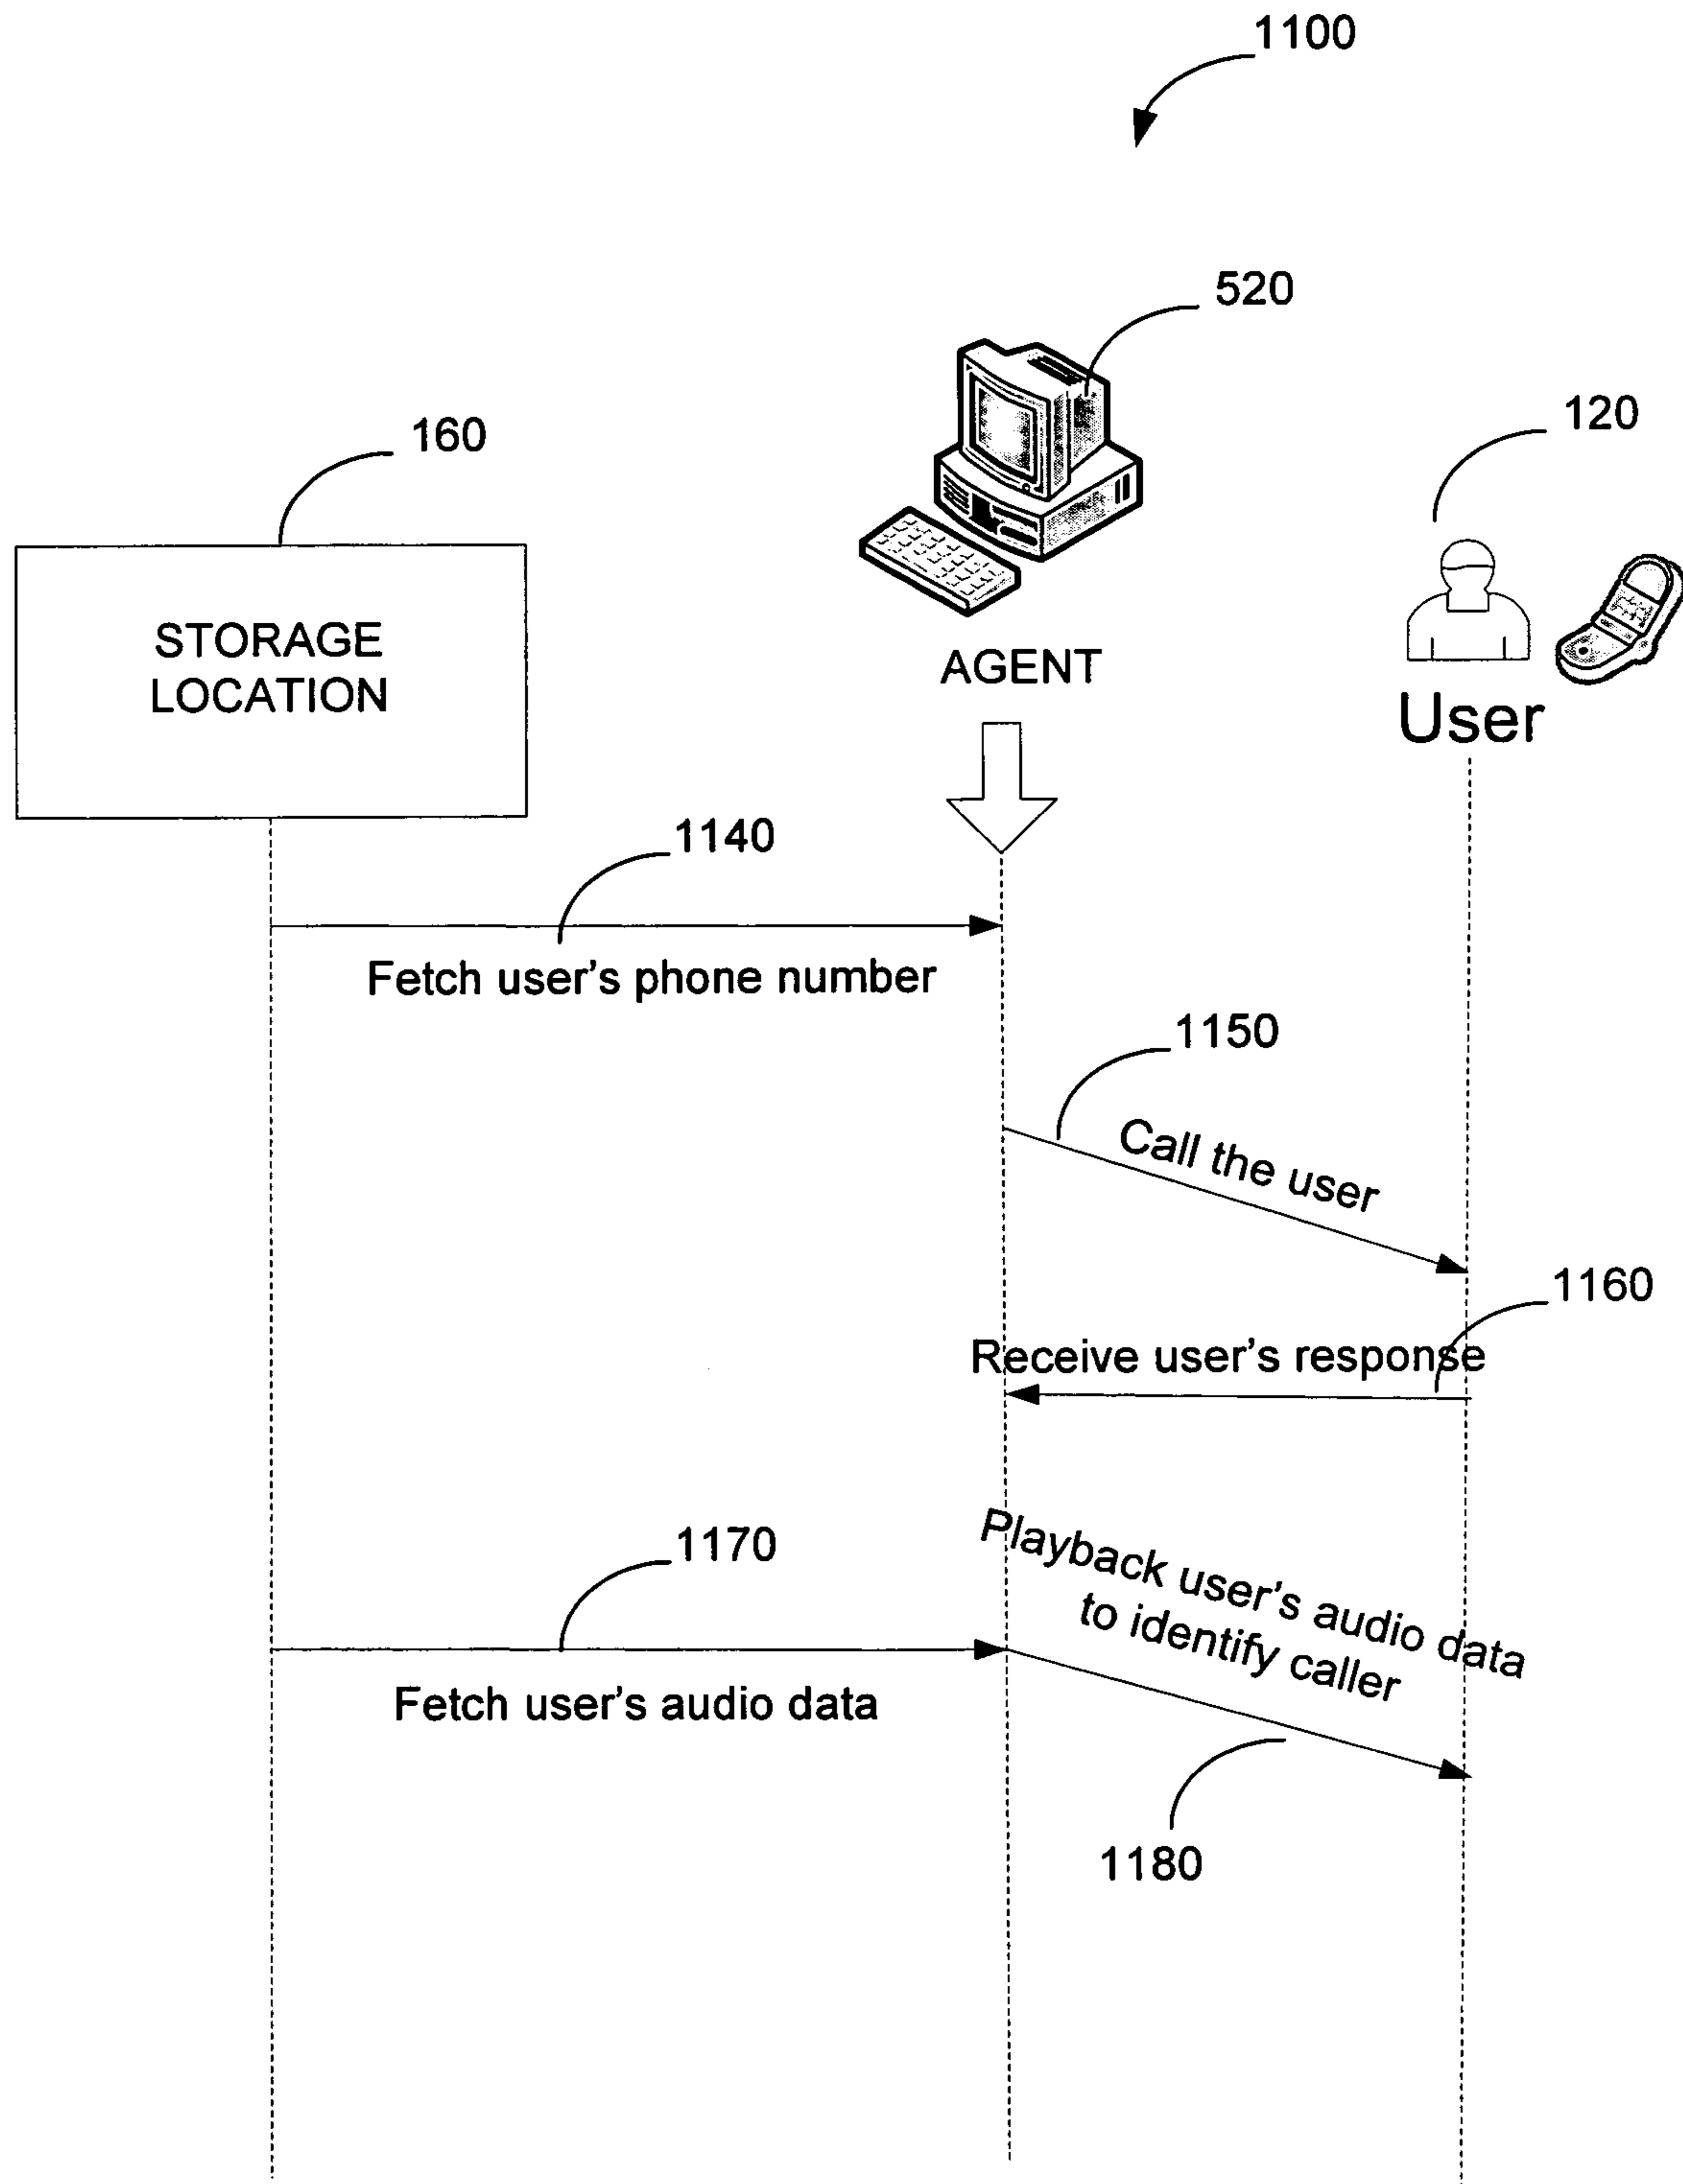 1100
520
120
160
STORAGE
LOCATION
AGENT
User
1140
Fetch user's phone number
1150
Call the user
1160
Receive user's response
1170
Playback user's audio data
to identify caller
Fetch user's audio data
1180